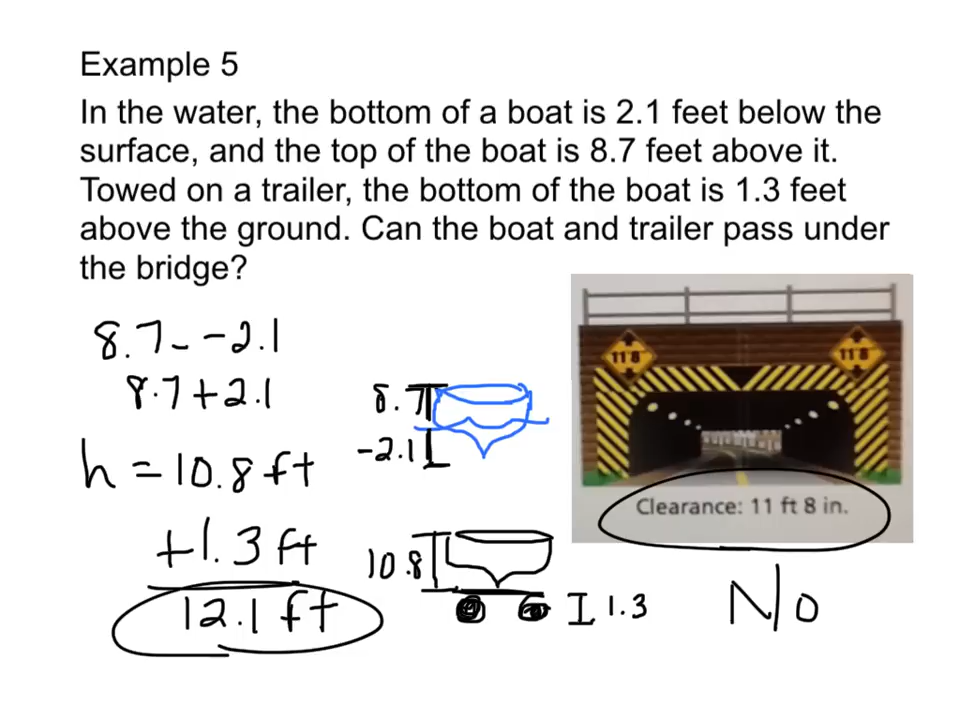 Example 5
In the water, the bottom of a boat is 2.1 feet below the
surface, and the top of the boat is 8.7 feet above it.
Towed on a trailer, the bottom of the boat is 1.3 feet
above the ground. Can the boat and trailer pass under
the bridge?
8.7 - -2.1
8.7 + 2.1
h = 10.8 ft
+1.3 ft
12.1 ft
8.7
-2.1
10.8
1.3
11'8"
11'8"
Clearance: 11 ft 8 in.
No